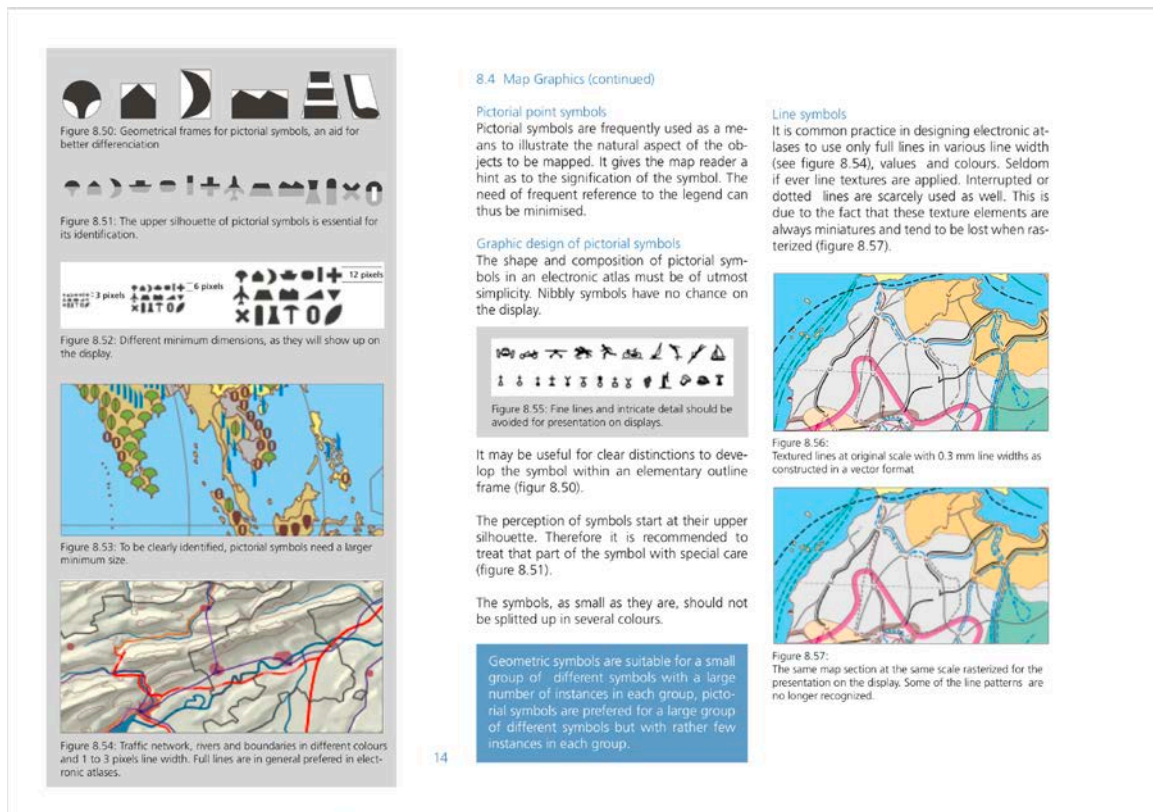 Figure 8.50: Geometrical frames for pictorial symbols, an aid for
better differenciation
Figure 8.51: The upper silhouette of pictorial symbols is essential for
its identification.
3 pixels
6 pixels
12 pixels
Figure 8.52: Different minimum dimensions, as they will show up on
the display.
Figure 8.53: To be clearly identified, pictorial symbols need a larger
minimum size.
Figure 8.54: Traffic network, rivers and boundaries in different colours
and 1 to 3 pixels line width. Full lines are in general prefered in elect-
ronic atlases.
8.4 Map Graphics (continued)
Pictorial point symbols
Pictorial symbols are frequently used as a me-
ans to illustrate the natural aspect of the ob-
jects to be mapped. It gives the map reader a
hint as to the signification of the symbol. The
need of frequent reference to the legend can
thus be minimised.
Graphic design of pictorial symbols
The shape and composition of pictorial sym-
bols in an electronic atlas must be of utmost
simplicity. Nibbly symbols have no chance on
the display.
Figure 8.55: Fine lines and intricate detail should be
avoided for presentation on displays.
It may be useful for clear distinctions to deve-
lop the symbol within an elementary outline
frame (figur 8.50).
The perception of symbols start at their upper
silhouette. Therefore it is recommended to
treat that part of the symbol with special care
(figure 8.51).
The symbols, as small as they are, should not
be splitted up in several colours.
Geometric symbols are suitable for a small
group of different symbols with a large
number of instances in each group, picto-
rial symbols are prefered for a large group
of different symbols but with rather few
instances in each group.
14
Line symbols
It is common practice in designing electronic at-
lases to use only full lines in various line width
(see figure 8.54), values and colours. Seldom
if ever line textures are applied. Interrupted or
dotted lines are scarcely used as well. This is
due to the fact that these texture elements are
always miniatures and tend to be lost when ras-
terized (figure 8.57).
Figure 8.56:
Textured lines at original scale with 0.3 mm line widths as
constructed in a vector format
Figure 8.57:
The same map section at the same scale rasterized for the
presentation on the display. Some of the line patterns are
no longer recognized.